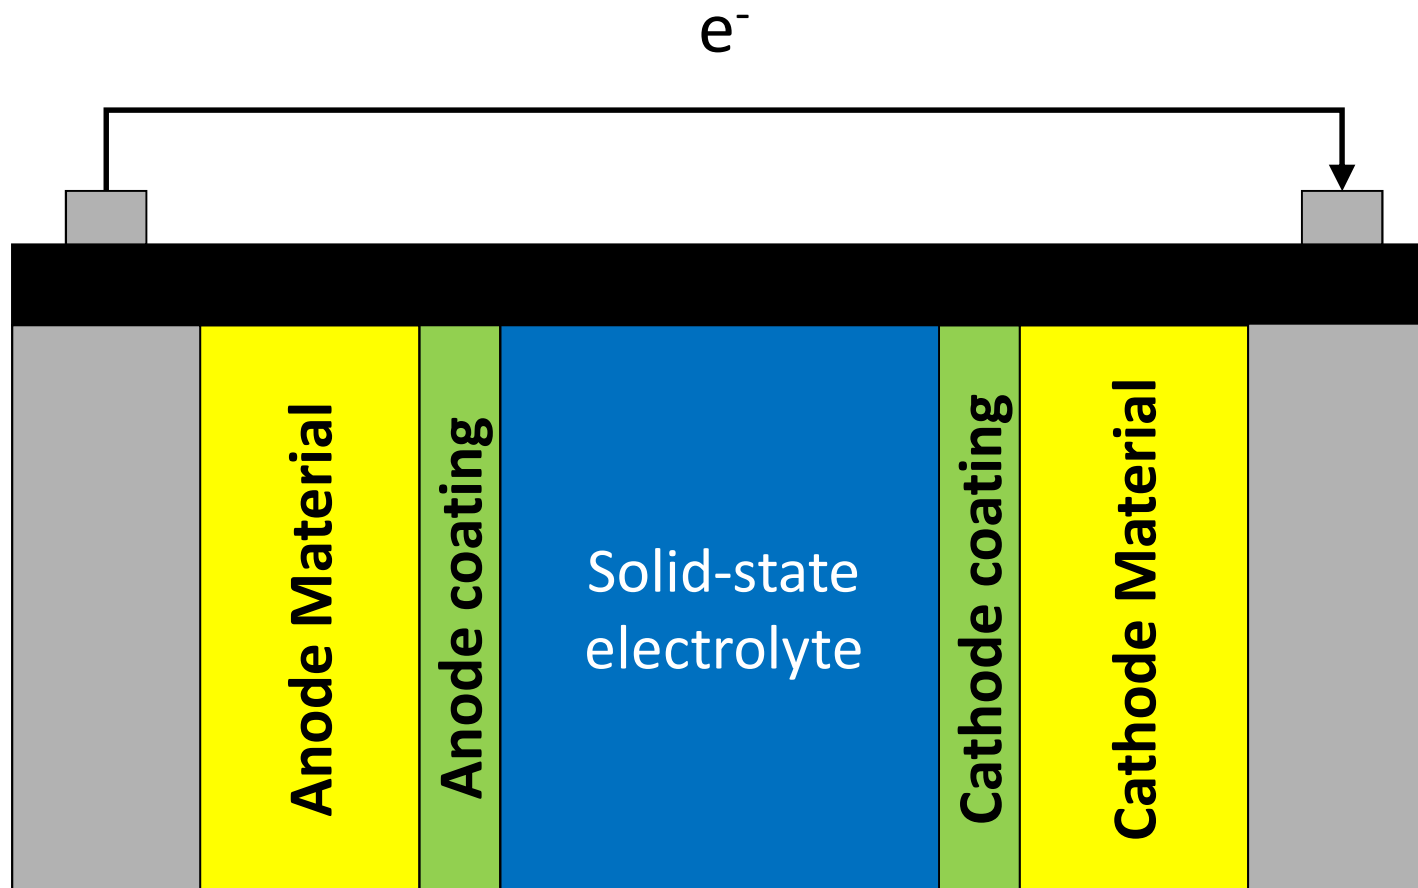 e-
Anode Material
Anode coating
Solid-state
electrolyte
Cathode coating
Cathode Material